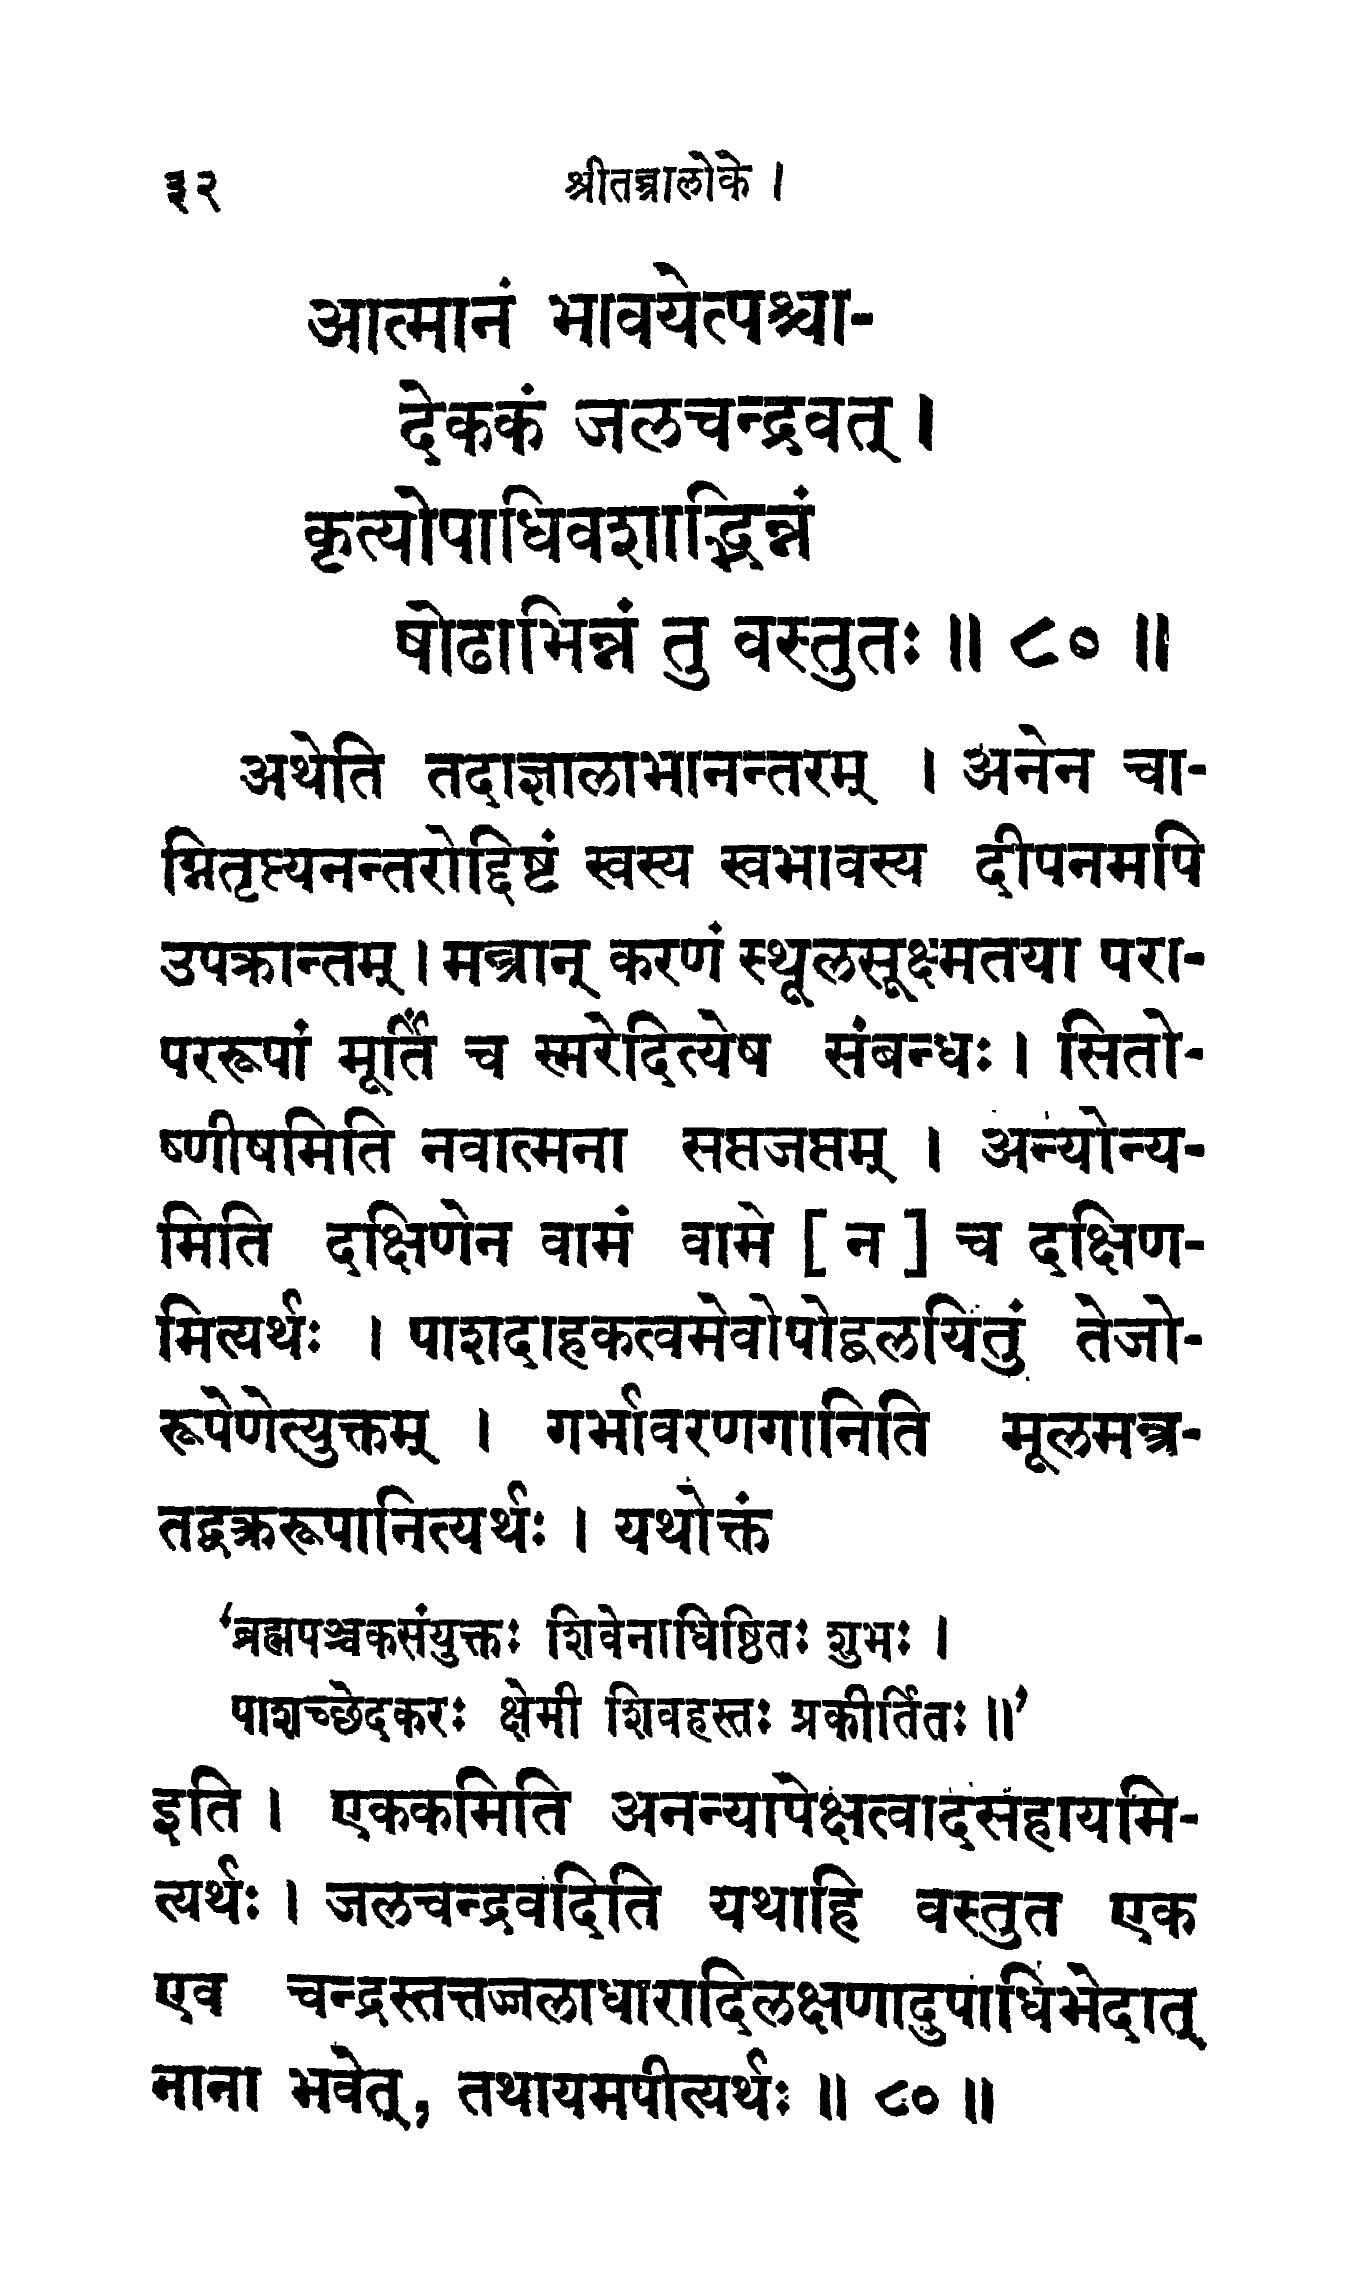 ३२ श्रीतन्त्रालोके ।
आत्मानं भावयेत्पश्चा-
देककं जलचन्द्रवत् ।
कृत्योपाधिवशाद्भिन्नं
षोढाभिन्नं तु वस्तुतः ॥ ८० ॥
अथेति तदाज्ञालाभानन्तरम् । अनेन चा-
ग्नितृप्त्यनन्तरोद्दिष्टं स्वस्य स्वभावस्य दीपनमपि
उपक्रान्तम् । मन्त्रान् करणं स्थूलसूक्ष्मतया परा-
पररूपां मूर्तिं च स्मरेदित्येष संबन्धः । सितो-
ष्णीषमिति नवात्मना सप्तजप्तम् । अन्योन्य-
मिति दक्षिणेन वामं वामे [ न ] च दक्षिण-
मित्यर्थः । पाशदाहकत्वमेवोपोद्बलयितुं तेजो-
रूपेणेत्युक्तम् । गर्भावरणगानिति मूलमन्त्र-
तद्वक्त्ररूपानित्यर्थः । यथोक्तं
‘ब्रह्मपञ्चकसंयुक्तः शिवेनाधिष्ठितः शुभः ।
पाशच्छेदकरः क्षेमी शिवहस्तः प्रकीर्तितः ॥’
इति । एककमिति अनन्यापेक्षत्वादसहायमि-
त्यर्थः । जलचन्द्रवदिति यथाहि वस्तुत एक
एव चन्द्रस्तत्तज्जलाधारादिलक्षणादुपाधिभेदात्
नाना भवेत्, तथायमपीत्यर्थः ॥ ८० ॥